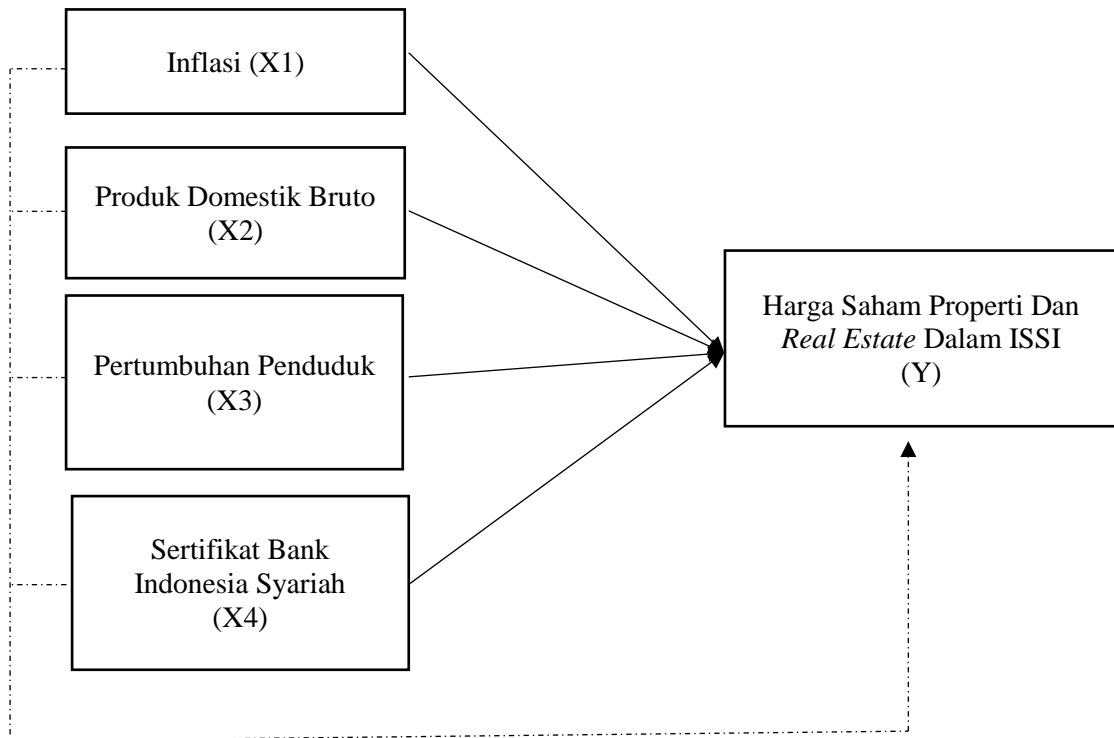 Inflasi (X1)
Produk Domestik Bruto
(X2)
Pertumbuhan Penduduk
(X3)
Sertifikat Bank
Indonesia Syariah
(X4)
Harga Saham Properti Dan
Real Estate Dalam ISSI
(Y)